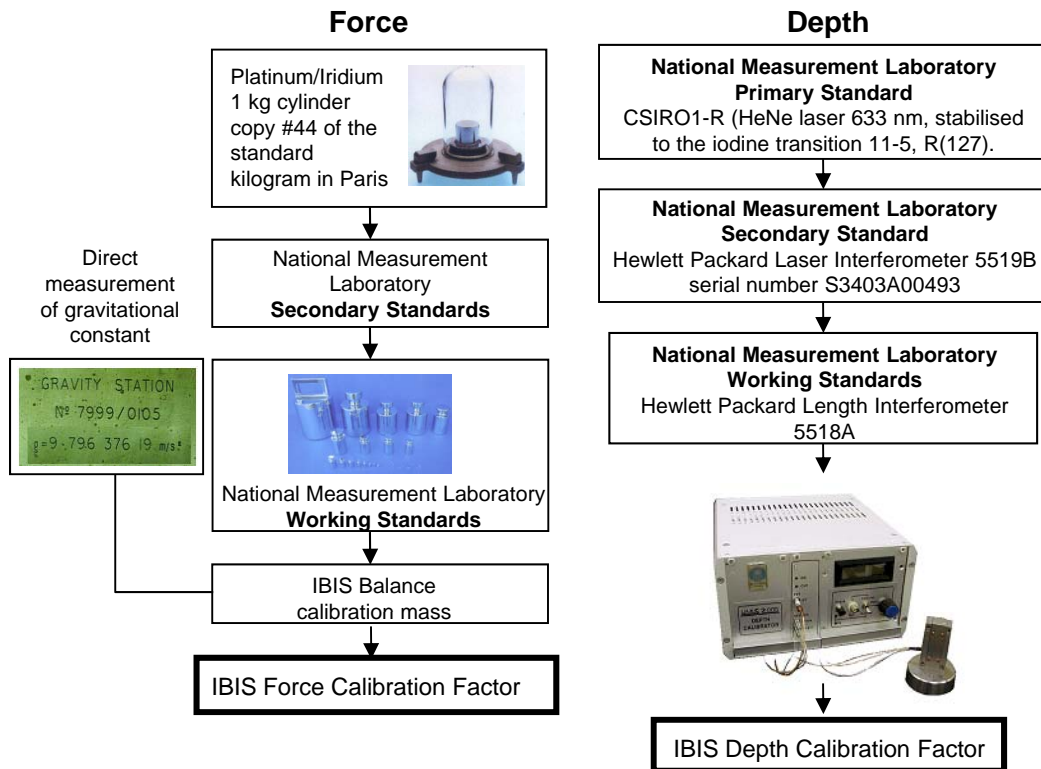 Force
Platinum/Iridium
1 kg cylinder
copy #44 of the
standard
kilogram in Paris
National Measurement
Laboratory
Secondary Standards
Direct
measurement
of gravitational
constant
GRAVITY STATION
Nº 7999/0105
=9·796 376 19 m/s²
National Measurement Laboratory
Working Standards
IBIS Balance
calibration mass
IBIS Force Calibration Factor
Depth
National Measurement Laboratory
Primary Standard
CSIRO1-R (HeNe laser 633 nm, stabilised
to the iodine transition 11-5, R(127).
National Measurement Laboratory
Secondary Standard
Hewlett Packard Laser Interferometer 5519B
serial number S3403A00493
National Measurement Laboratory
Working Standards
Hewlett Packard Length Interferometer
5518A
DEPTH
CALIBRATOR
IBIS Depth Calibration Factor